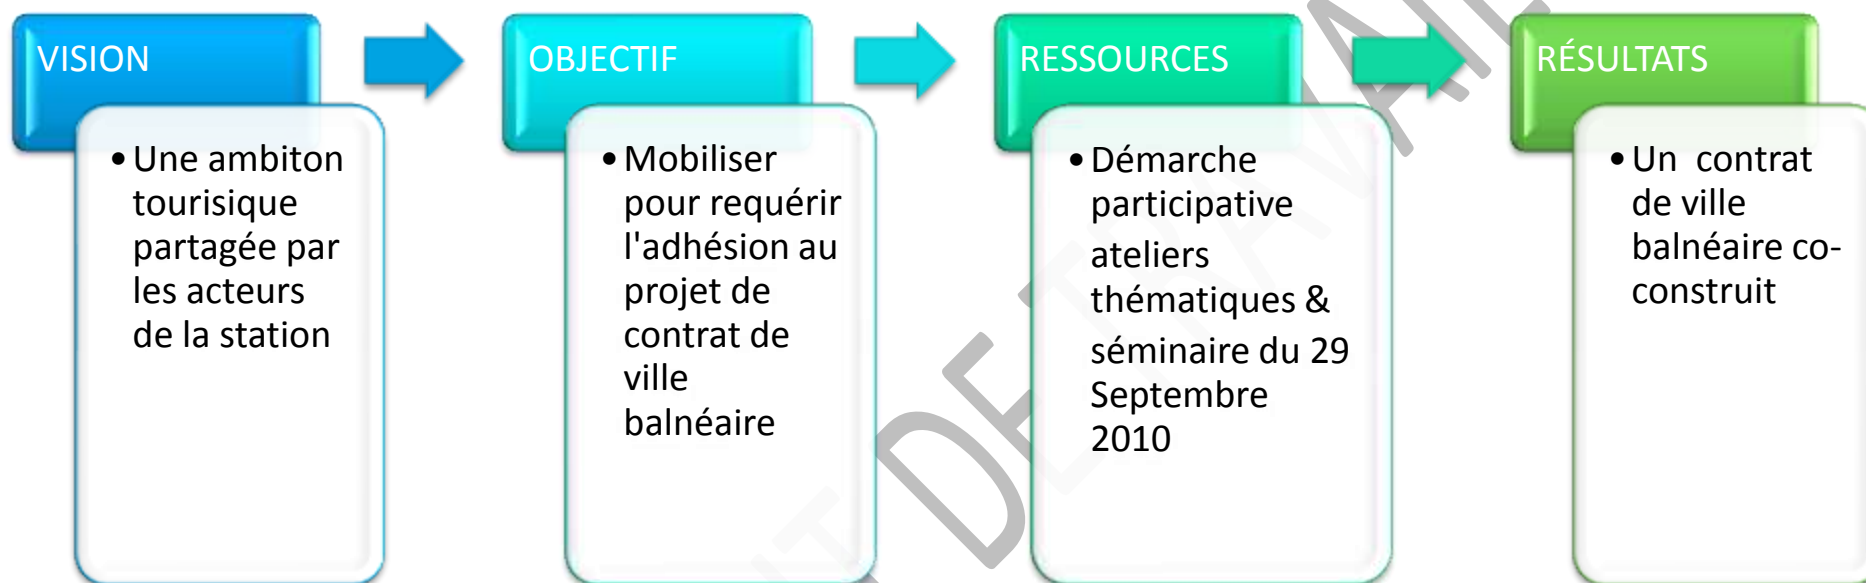 VISION
• Une ambiton
tourisique
partagée par
les acteurs
de la station
OBJECTIF
• Mobiliser
pour requérir
l'adhésion au
projet de
contrat de
ville
balnéaire
RESSOURCES
• Démarche
participative
ateliers
thématiques &
séminaire du 29
Septembre
2010
RÉSULTATS
• Un contrat
de ville
balnéaire co-
construit
DE TRAVAIL